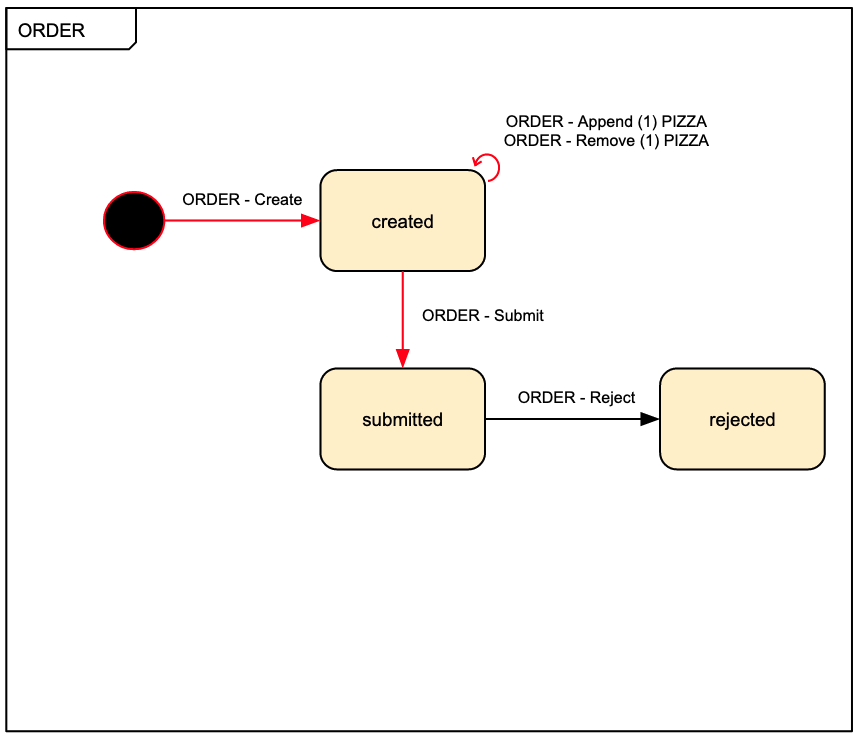 ORDER
ORDER - Append (1) PIZZA
ORDER - Remove (1) PIZZA
ORDER - Create
created
ORDER - Submit
submitted
ORDER - Reject
rejected